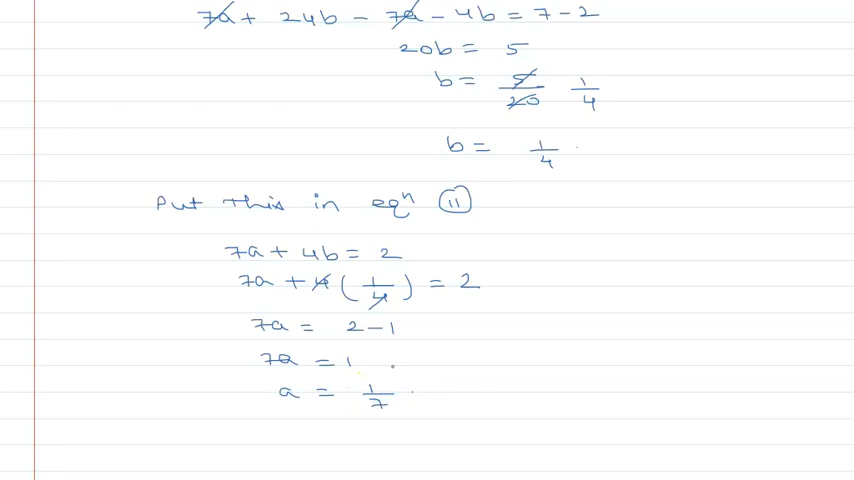 7a + 24b - 7a - 4b = 7 - 2
20b = 5
b = 5/20 1/4
b = 1/4
Put this in eqⁿ (ii)
7a + 4b = 2
7a + 4 (1/4) = 2
7a = 2 - 1
7a = 1
a = 1/7